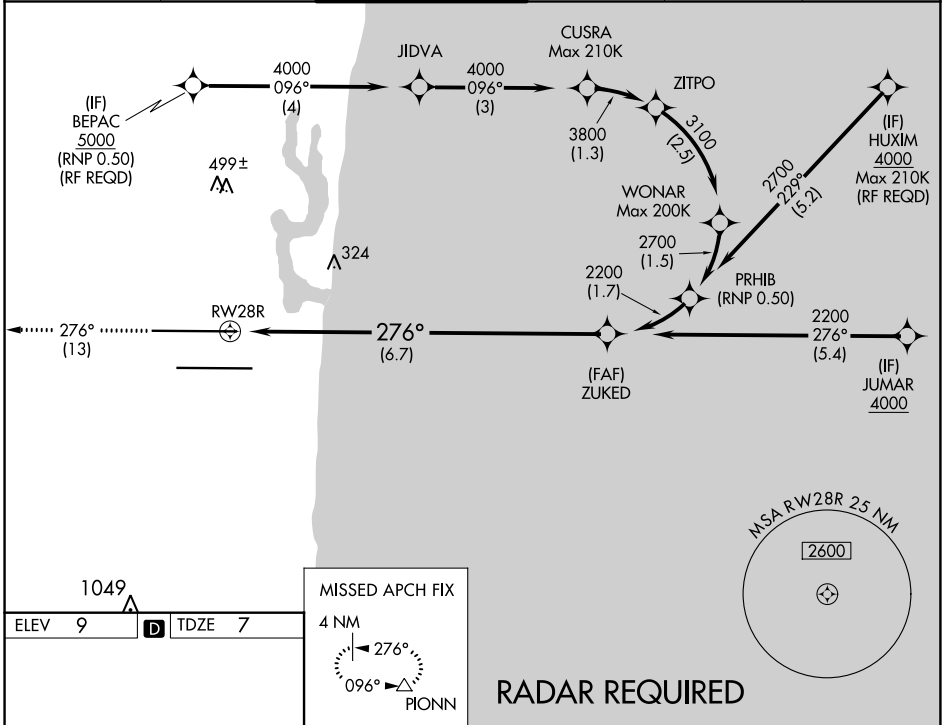 CUSRA
Max 210K
JIDVA
ZITPO
4000
096°
(4)
4000
096°
(3)
(IF)
BEPAC
5000
(RNP 0.50)
(RF REQD)
3800
(1.3)
3100
(2.5)
(IF)
HUXIM
4000
Max 210K
(RF REQD)
499±
2700
229°
(5.2)
WONAR
Max 200K
324
2700
(1.5)
2200
(1.7)
PRHIB
(RNP 0.50)
RW28R
276°
(13)
276°
(6.7)
2200
276°
(5.4)
(FAF)
ZUKED
(IF)
JUMAR
4000
MSA RW28R 25 NM
2600
1049
ELEV 9
D
TDZE 7
MISSED APCH FIX
4 NM
276°
096°
PIONN
RADAR REQUIRED